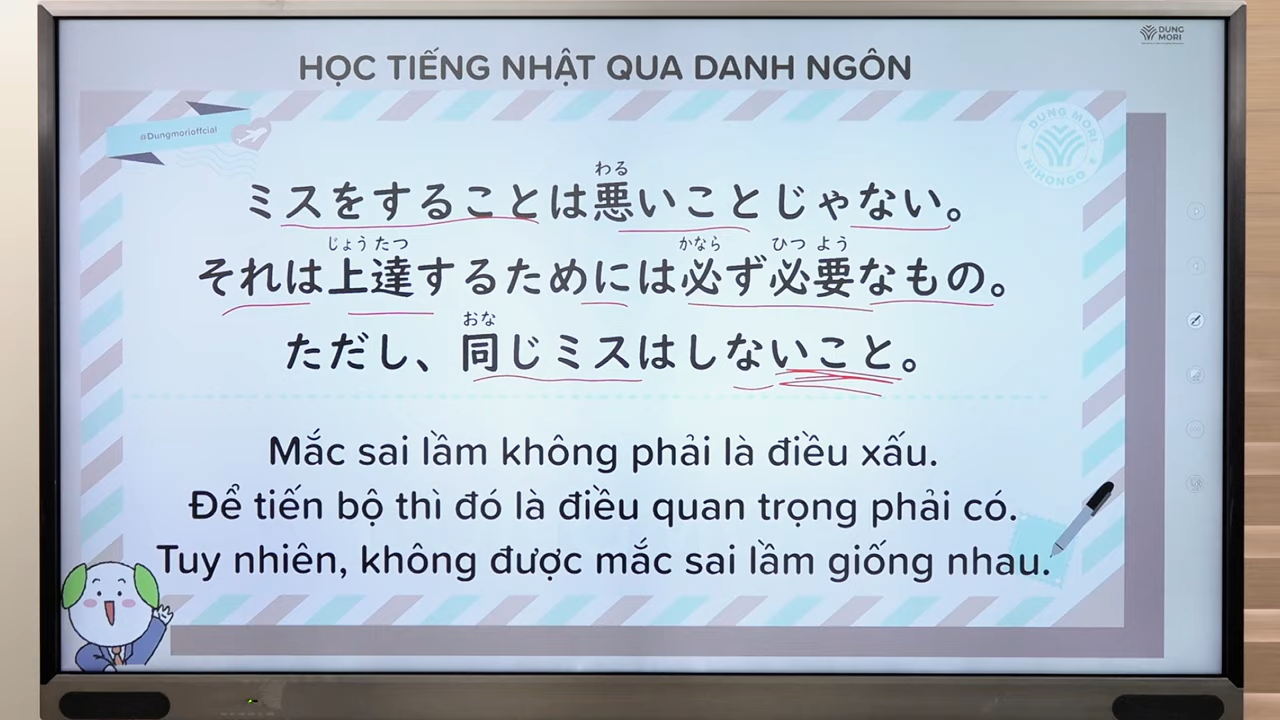 DUNG MORI
HỌC TIẾNG NHẬT QUA DANH NGÔN
@Dungmorioffcial
DUNG MORI NIHONGO
わる
ミスをすることは悪いことじゃない。
じょう たつ かなら ひつ よう
それは上達するためには必ず必要なもの。
おな
ただし、同じミスはしないこと。
Mắc sai lầm không phải là điều xấu.
Để tiến bộ thì đó là điều quan trọng phải có.
Tuy nhiên, không được mắc sai lầm giống nhau.